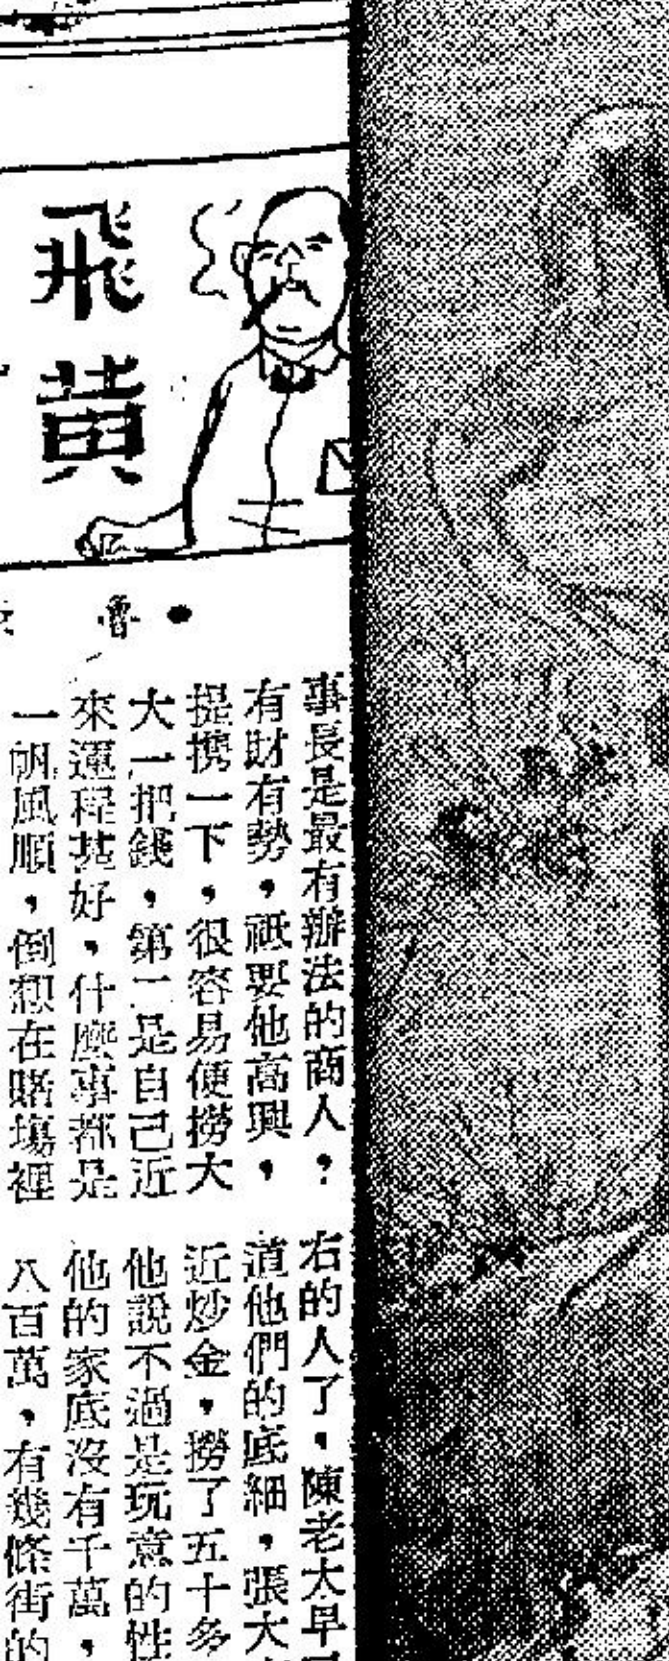 飛黃
魯
事長是最有辦法的商人，
有財有勢，祇要他高興，
提携一下，很容易便撈大
大一把錢，第二是自己近
來運程甚好，什麽事都是
一帆風順，倒想在賭塲裡
右的人了，陳老大早
道他們的底細，張大
近炒金，撈了五十多
他說不過是玩意的性
他的家底沒有千萬，
八百萬，有幾條街的